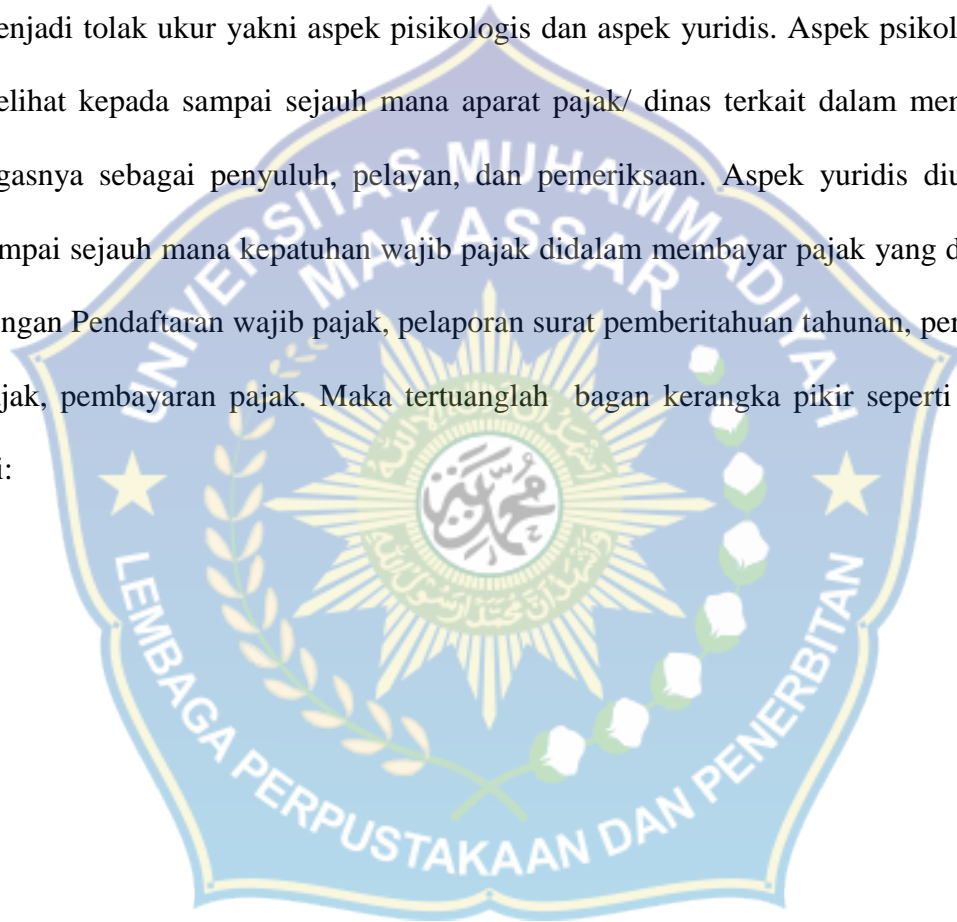 enjadi tolak ukur yakni aspek pisikologis dan aspek yuridis. Aspek psikol
elihat kepada sampai sejauh mana aparat pajak/ dinas terkait dalam men
gasnya sebagai penyuluh, pelayan, dan pemeriksaan. Aspek yuridis diu
mpai sejauh mana kepatuhan wajib pajak didalam membayar pajak yang d
ngan Pendaftaran wajib pajak, pelaporan surat pemberitahuan tahunan, per
jak, pembayaran pajak. Maka tertuanglah bagan kerangka pikir seperti
i:
UNIVERSITAS MUHAMMADIYAH
MAKASSAR
محمدية
LEMBAGA PERPUSTAKAAN DAN PENERBITAN